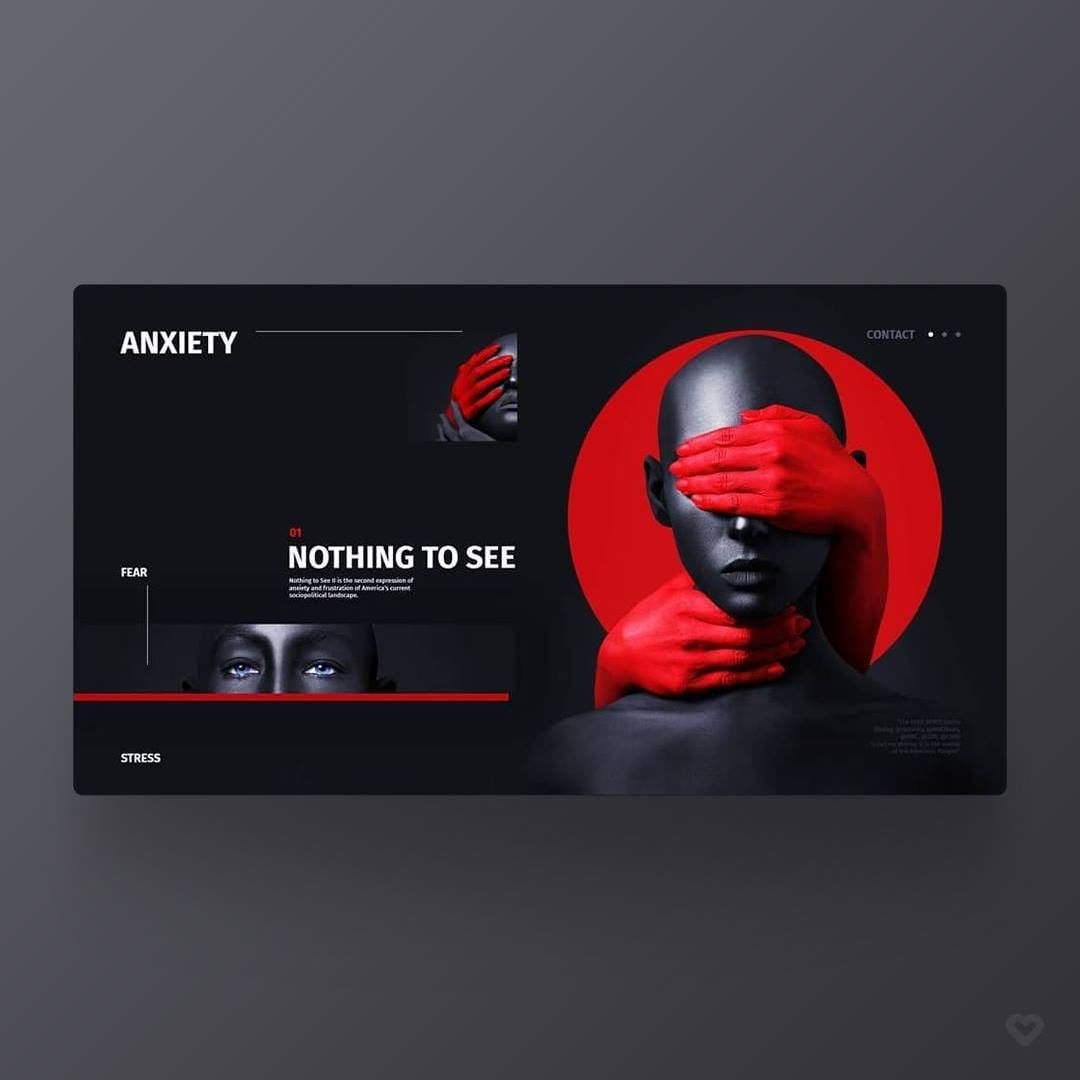 ANXIETY
CONTACT
01
NOTHING TO SEE
Nothing to See II is the second expression of
anxiety and frustration of America's current
sociopolitical landscape.
FEAR
STRESS